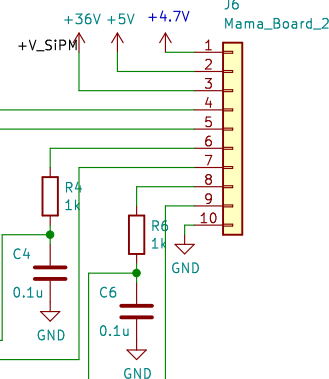 J6
Mama_Board_2
+36V +5V +4.7V
+V_SiPM
1
2
3
4
5
6
7
8
9
10
R4
1k
R6
1k
GND
C4
0.1u
GND
C6
0.1u
GND